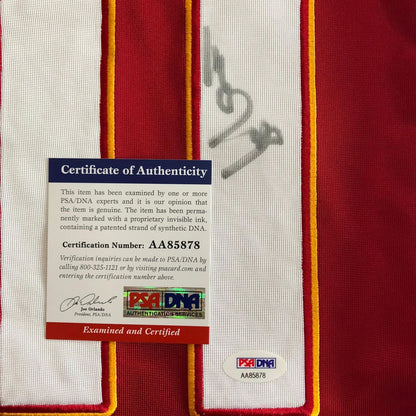 Certificate of Authenticity
This item has been examined by one or more
PSA/DNA experts and it is our opinion that
the item is genuine. The item has been perma-
nently marked with a proprietary invisible ink,
containing a patented strand of synthetic DNA.
Certification Number: AA85878
Verification inquiries can be made to PSA/DNA by
calling 800-325-1121 or by visiting psacard.com and
entering the certification number above.
Joe Orlando
President, PSA/DNA
PSA DNA
AUTHENTICATION SERVICES
Examined and Certified
PSA DNA
AA85878